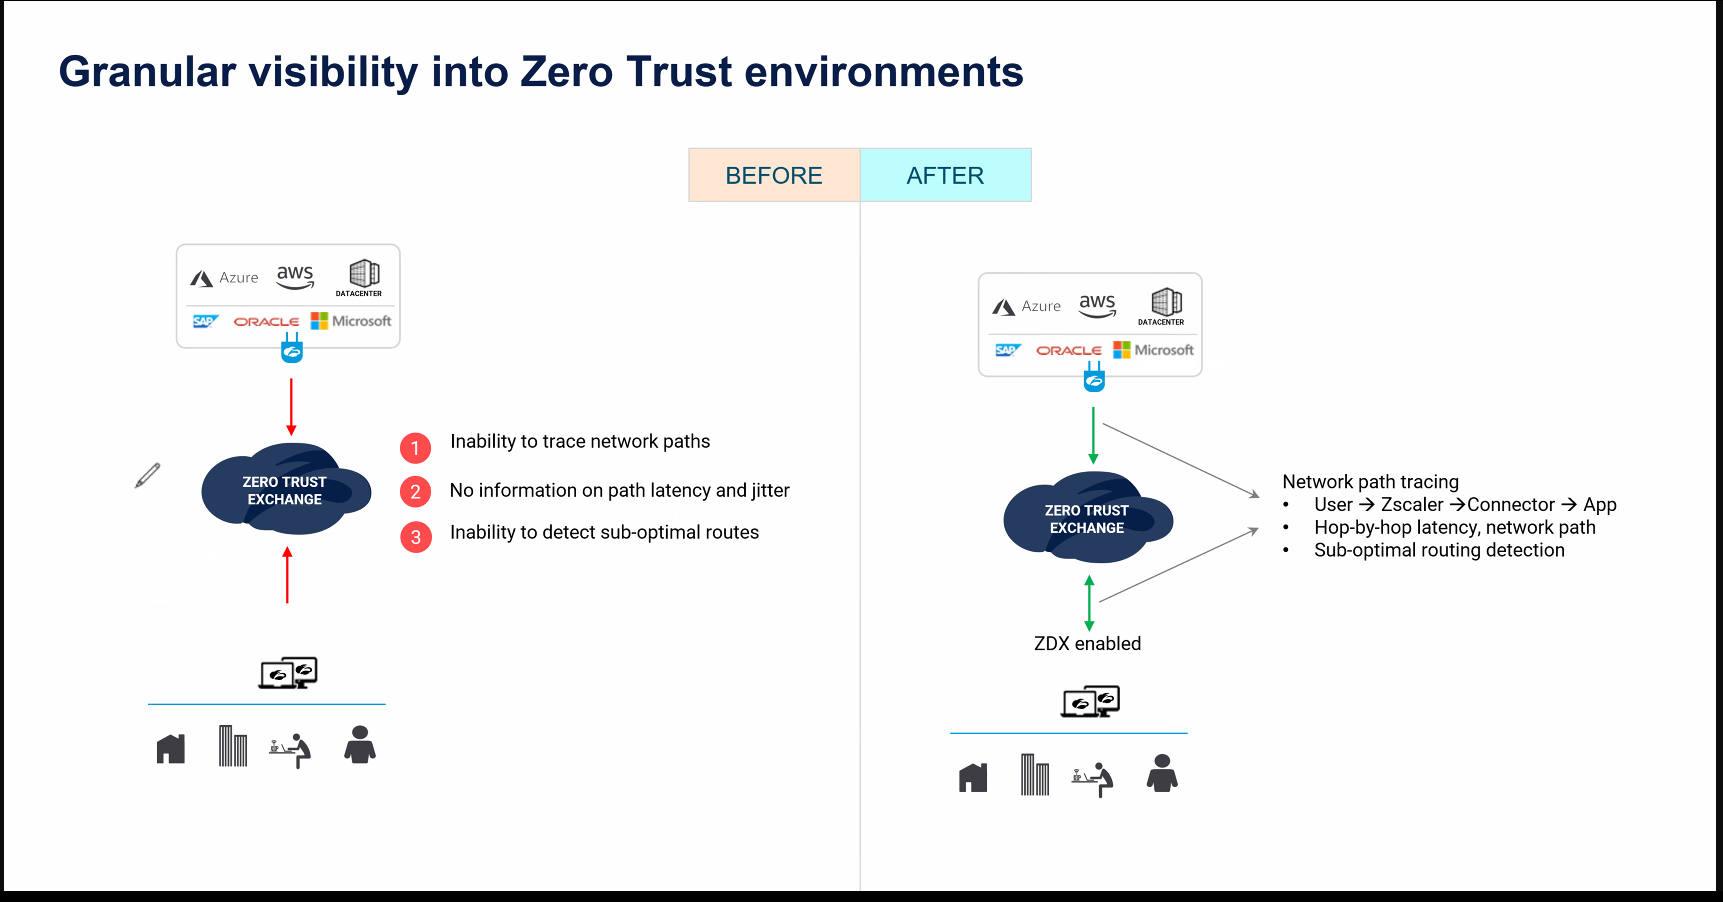 Granular visibility into Zero Trust environments
BEFORE
AFTER
Azure
aws
DATACENTER
SAP
ORACLE
Microsoft
ZERO TRUST
EXCHANGE
1
Inability to trace network paths
2
No information on path latency and jitter
3
Inability to detect sub-optimal routes
Azure
aws
DATACENTER
SAP
ORACLE
Microsoft
ZERO TRUST
EXCHANGE
ZDX enabled
Network path tracing
• User → Zscaler →Connector → App
• Hop-by-hop latency, network path
• Sub-optimal routing detection